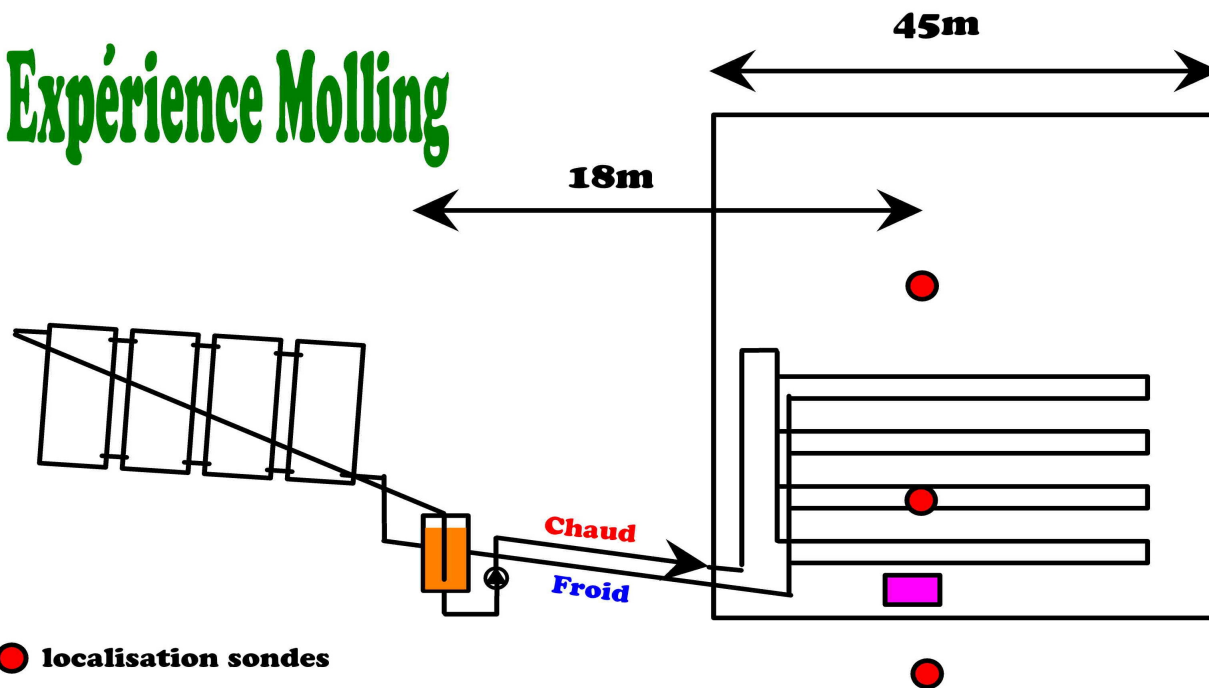 45m
Expérience Molling
18m
Chaud
Froid
localisation sondes